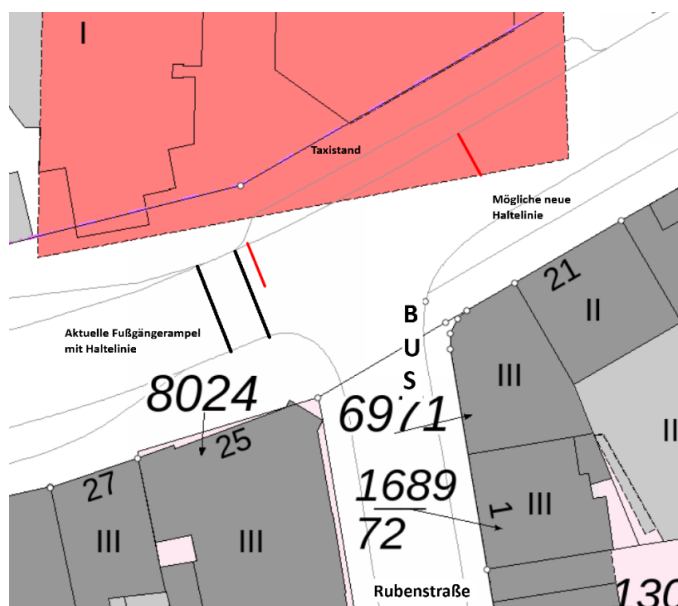 I
Taxistand
Mögliche neue
Haltelinie
21
II
B
U
S
Aktuelle Fußgängerampel
mit Haltelinie
8024
6971
III
25
II
27
1689
72
1
III
III
III
Rubenstraße
130